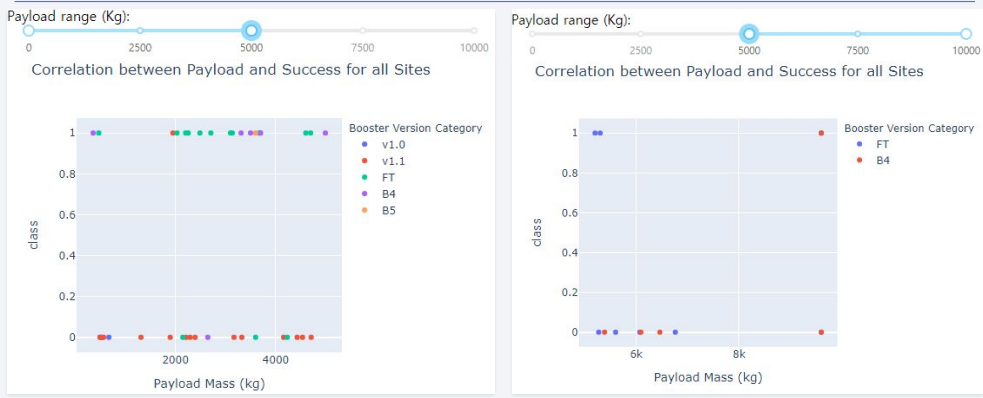 Payload range (Kg):
0 2500 5000 7500 10000
Correlation between Payload and Success for all Sites
1
0.8
0.6
0.4
0.2
0
class
2000 4000
Payload Mass (kg)
Booster Version Category
v1.0
v1.1
FT
B4
B5
Payload range (Kg):
0 2500 5000 7500 10000
Correlation between Payload and Success for all Sites
1
0.8
0.6
0.4
0.2
0
class
6k 8k
Payload Mass (kg)
Booster Version Category
FT
B4